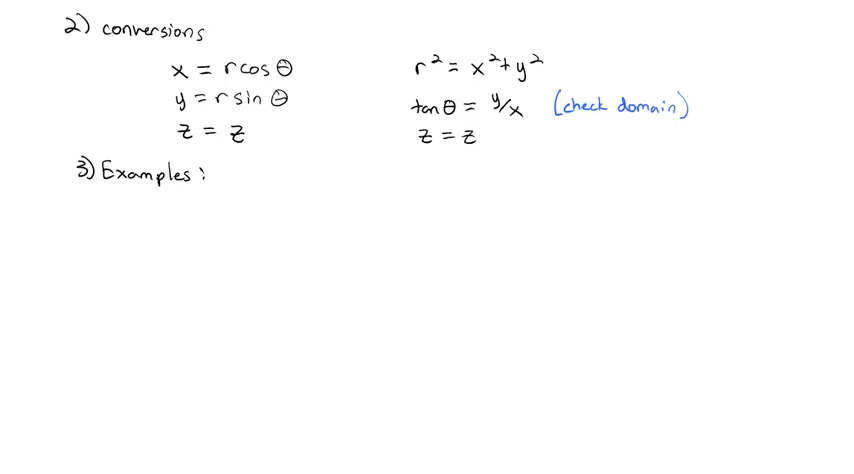 2) conversions
x = r cos θ
r² = x² + y²
y = r sin θ
tan θ = y/x (check domain)
z = z
z = z
3) Examples: